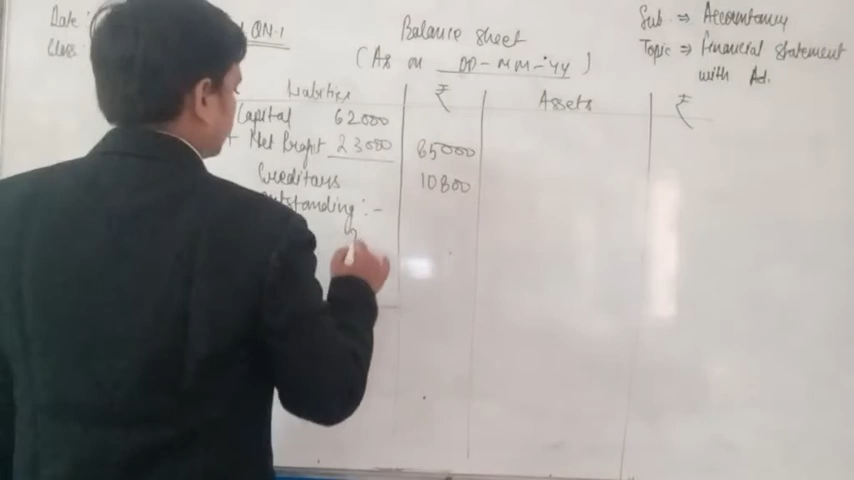 Date :
Class :
QN.1
Balance sheet
(As on DD-MM-YY)
Sub ⇒ Accountancy
Topic ⇒ Financial Statement
with Ad.
Liabilities ₹ Assets ₹
Capital 62000
+ Net Profit 23000 85000
Creditors 10800
outstanding :-